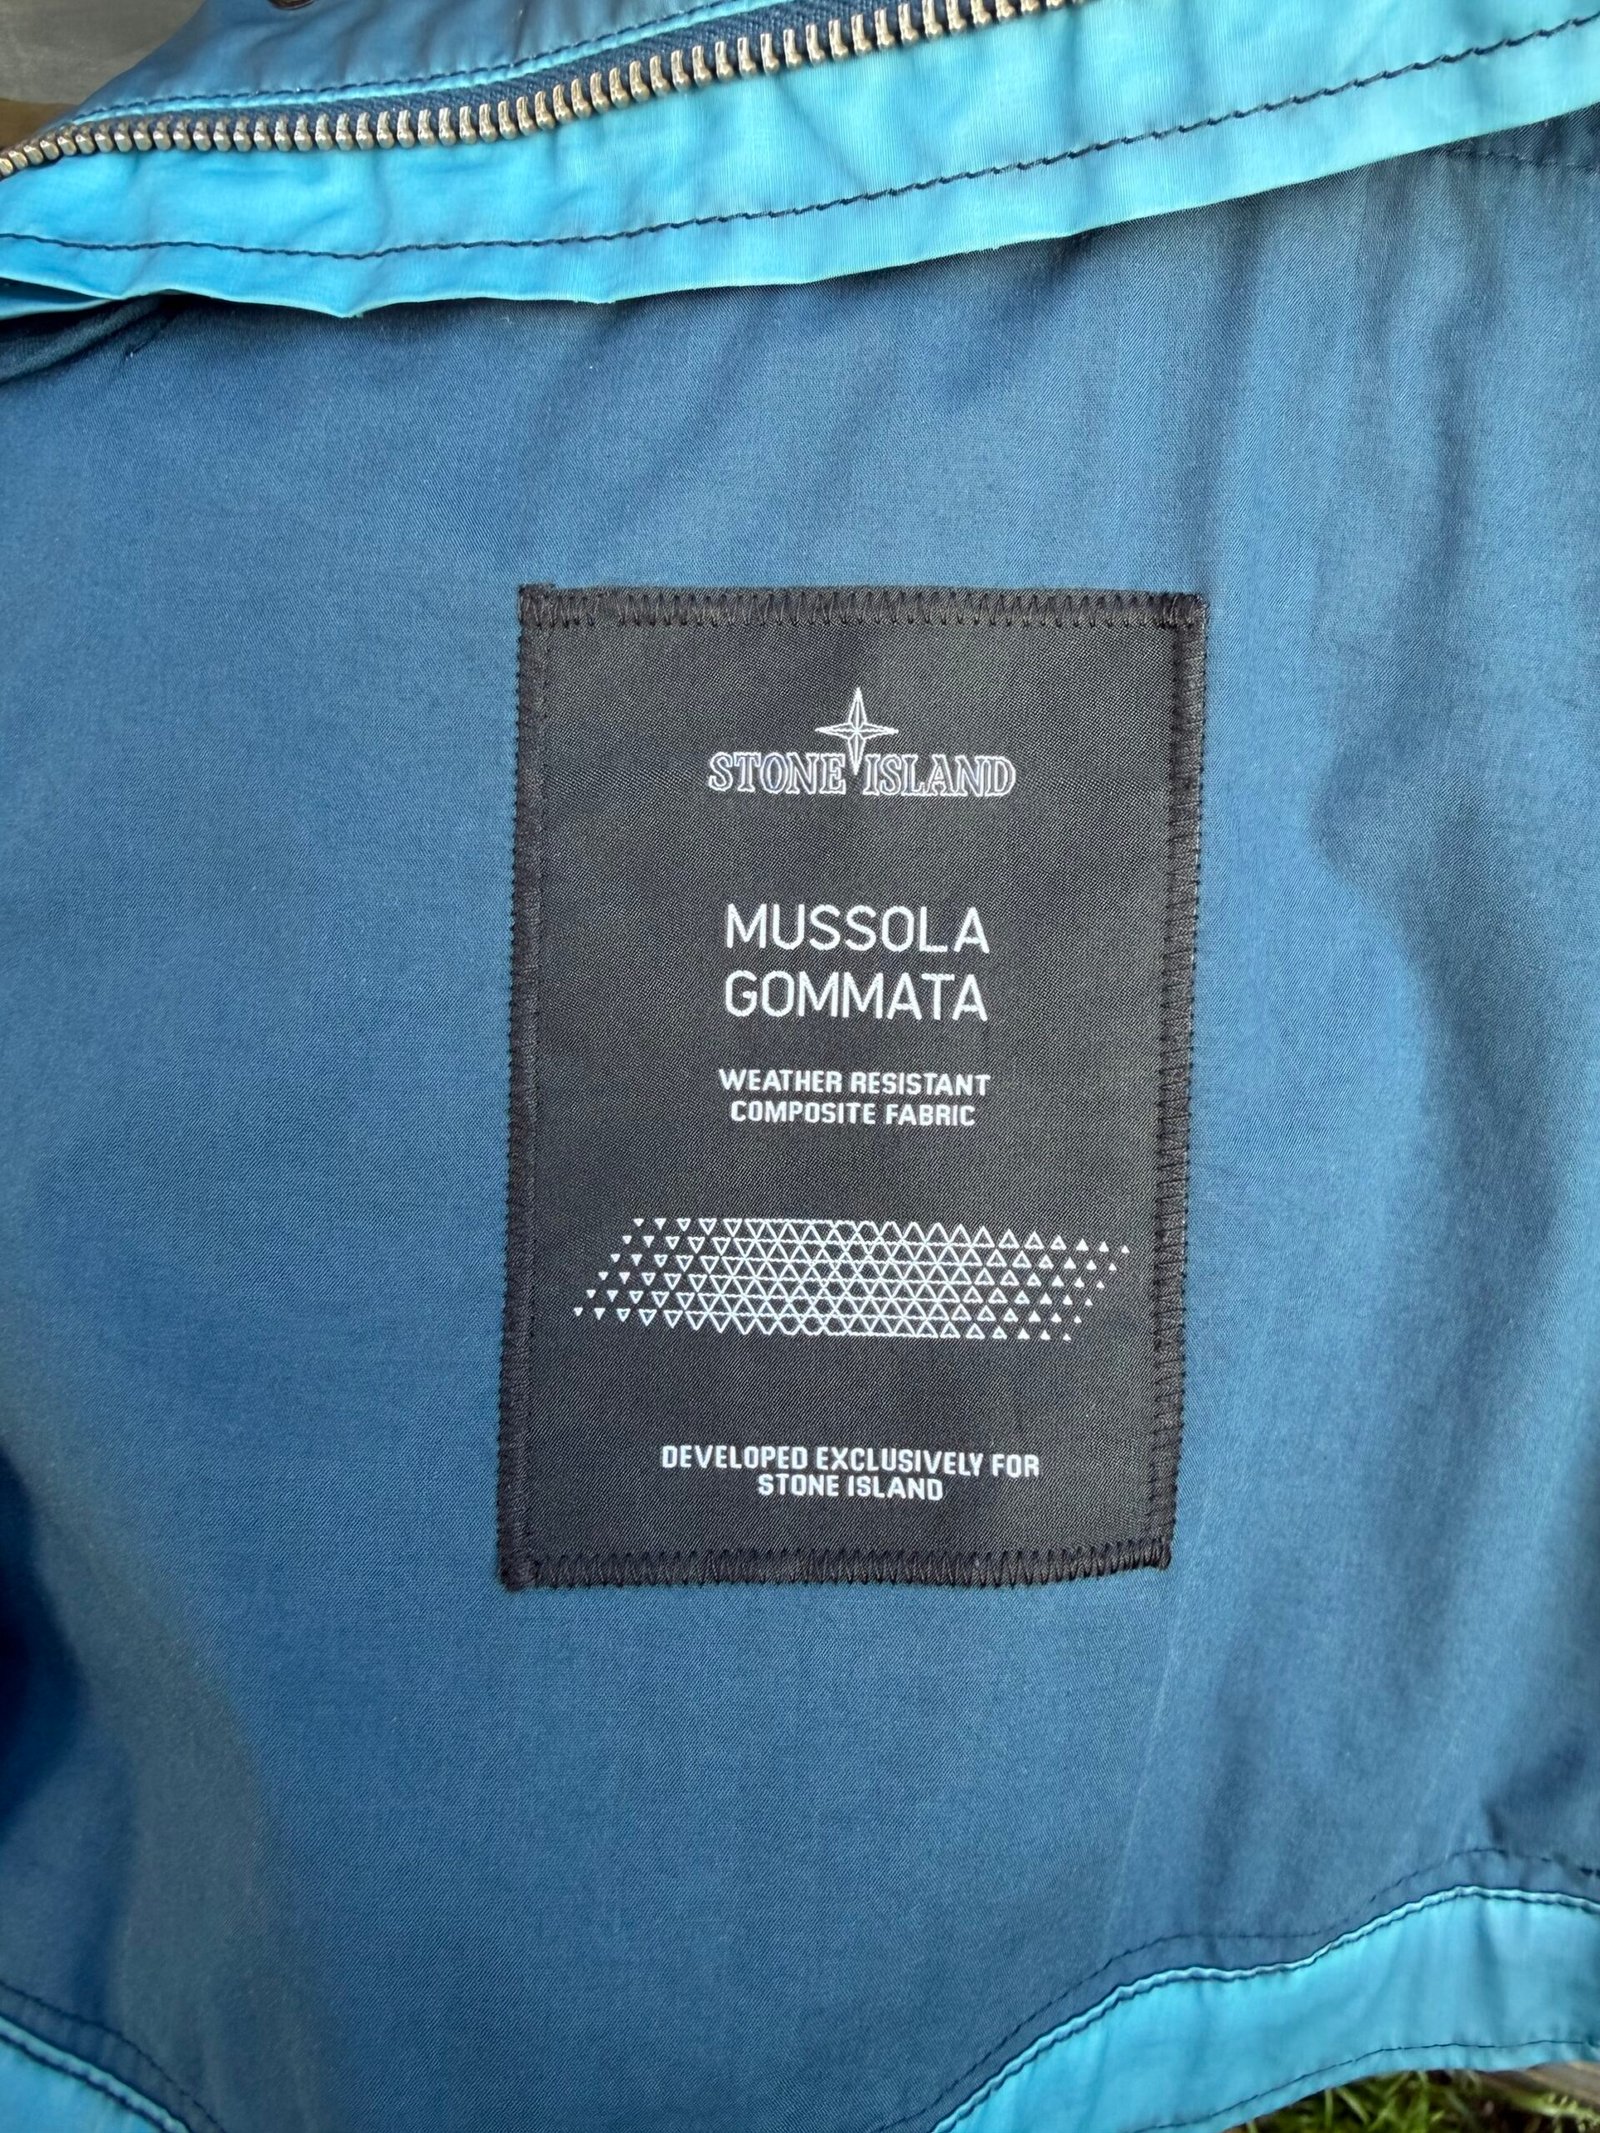 STONE ISLAND
MUSSOLA
GOMMATA
WEATHER RESISTANT
COMPOSITE FABRIC
DEVELOPED EXCLUSIVELY FOR
STONE ISLAND